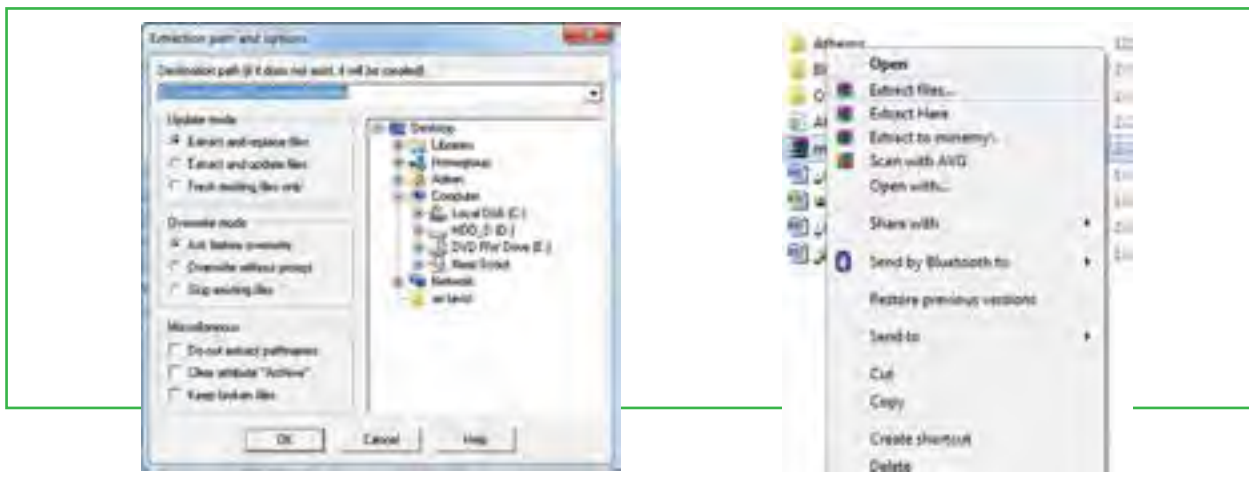 Extraction path and options
Destination path (if it does not exist, it will be created)
Update mode
Extract and replace files
Extract and update files
Fresh existing files only
Overwrite mode
Ask before overwrite
Overwrite without prompt
Skip existing files
Miscellaneous
Do not extract pathnames
Clear attribute "Archive"
Keep broken files
Desktop
Libraries
Homegroup
Admin
Computer
Local Disk (C:)
HDD_D (D:)
DVD RW Drive (E:)
Network
OK
Cancel
Help
Open
Extract files...
Extract Here
Extract to
Scan with AVG
Open with...
Share with
Send by Bluetooth to
Restore previous versions
Send to
Cut
Copy
Create shortcut
Delete